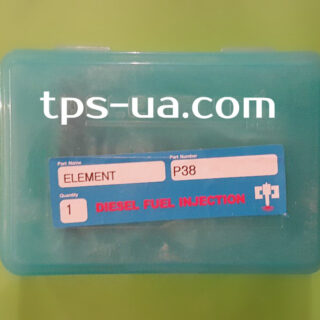 tps-ua.com
Part Name
Part Number
ELEMENT
P38
Quantity
1
DIESEL FUEL INJECTION